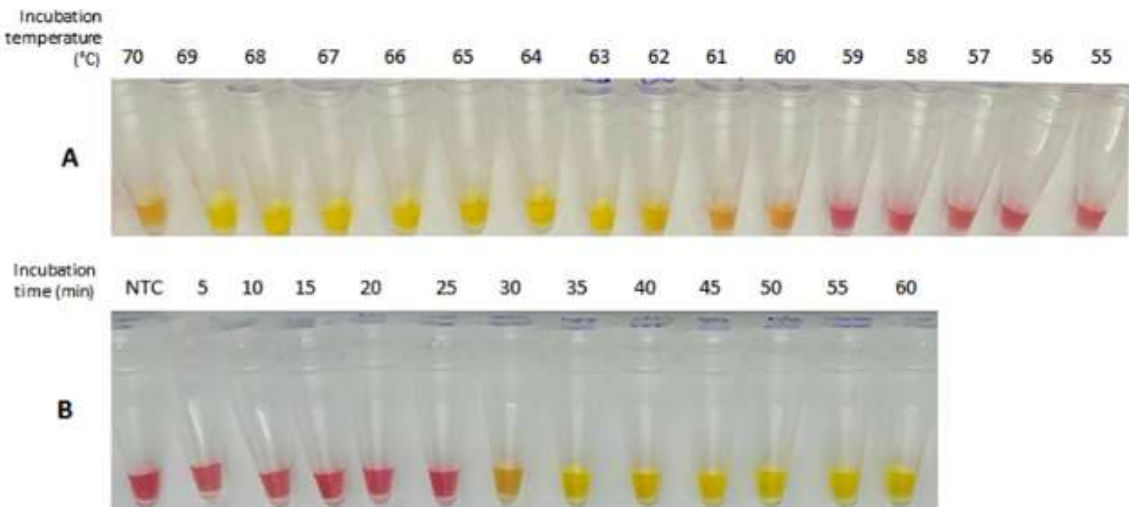 Incubation
temperature
(°C) 70 69 68 67 66 65 64 63 62 61 60 59 58 57 56 55
A
Incubation
time (min) NTC 5 10 15 20 25 30 35 40 45 50 55 60
B